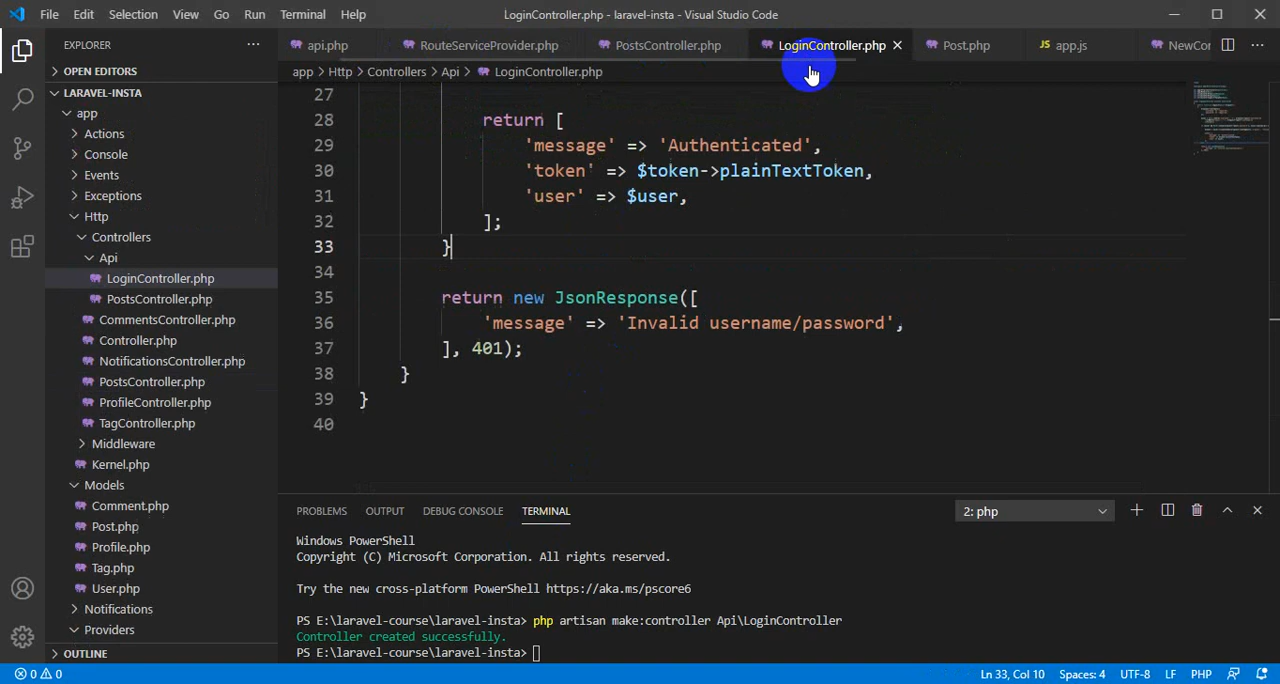 File Edit Selection View Go Run Terminal Help LoginController.php - laravel-insta - Visual Studio Code
EXPLORER
OPEN EDITORS
LARAVEL-INSTA
app
Actions
Console
Events
Exceptions
Http
Controllers
Api
LoginController.php
PostsController.php
CommentsController.php
Controller.php
NotificationsController.php
PostsController.php
ProfileController.php
TagController.php
Middleware
Kernel.php
Models
Comment.php
Post.php
Profile.php
Tag.php
User.php
Notifications
Providers
OUTLINE
api.php RouteServiceProvider.php PostsController.php LoginController.php Post.php JS app.js NewCor
app > Http > Controllers > Api > LoginController.php
27
28 return [
29 'message' => 'Authenticated',
30 'token' => $token->plainTextToken,
31 'user' => $user,
32 ];
33 }
34
35 return new JsonResponse([
36 'message' => 'Invalid username/password',
37 ], 401);
38 }
39 }
40
PROBLEMS OUTPUT DEBUG CONSOLE TERMINAL 2: php
Windows PowerShell
Copyright (C) Microsoft Corporation. All rights reserved.
Try the new cross-platform PowerShell https://aka.ms/pscore6
PS E:\laravel-course\laravel-insta> php artisan make:controller Api\LoginController
Controller created successfully.
PS E:\laravel-course\laravel-insta>
0 0 Ln 33, Col 10 Spaces: 4 UTF-8 LF PHP